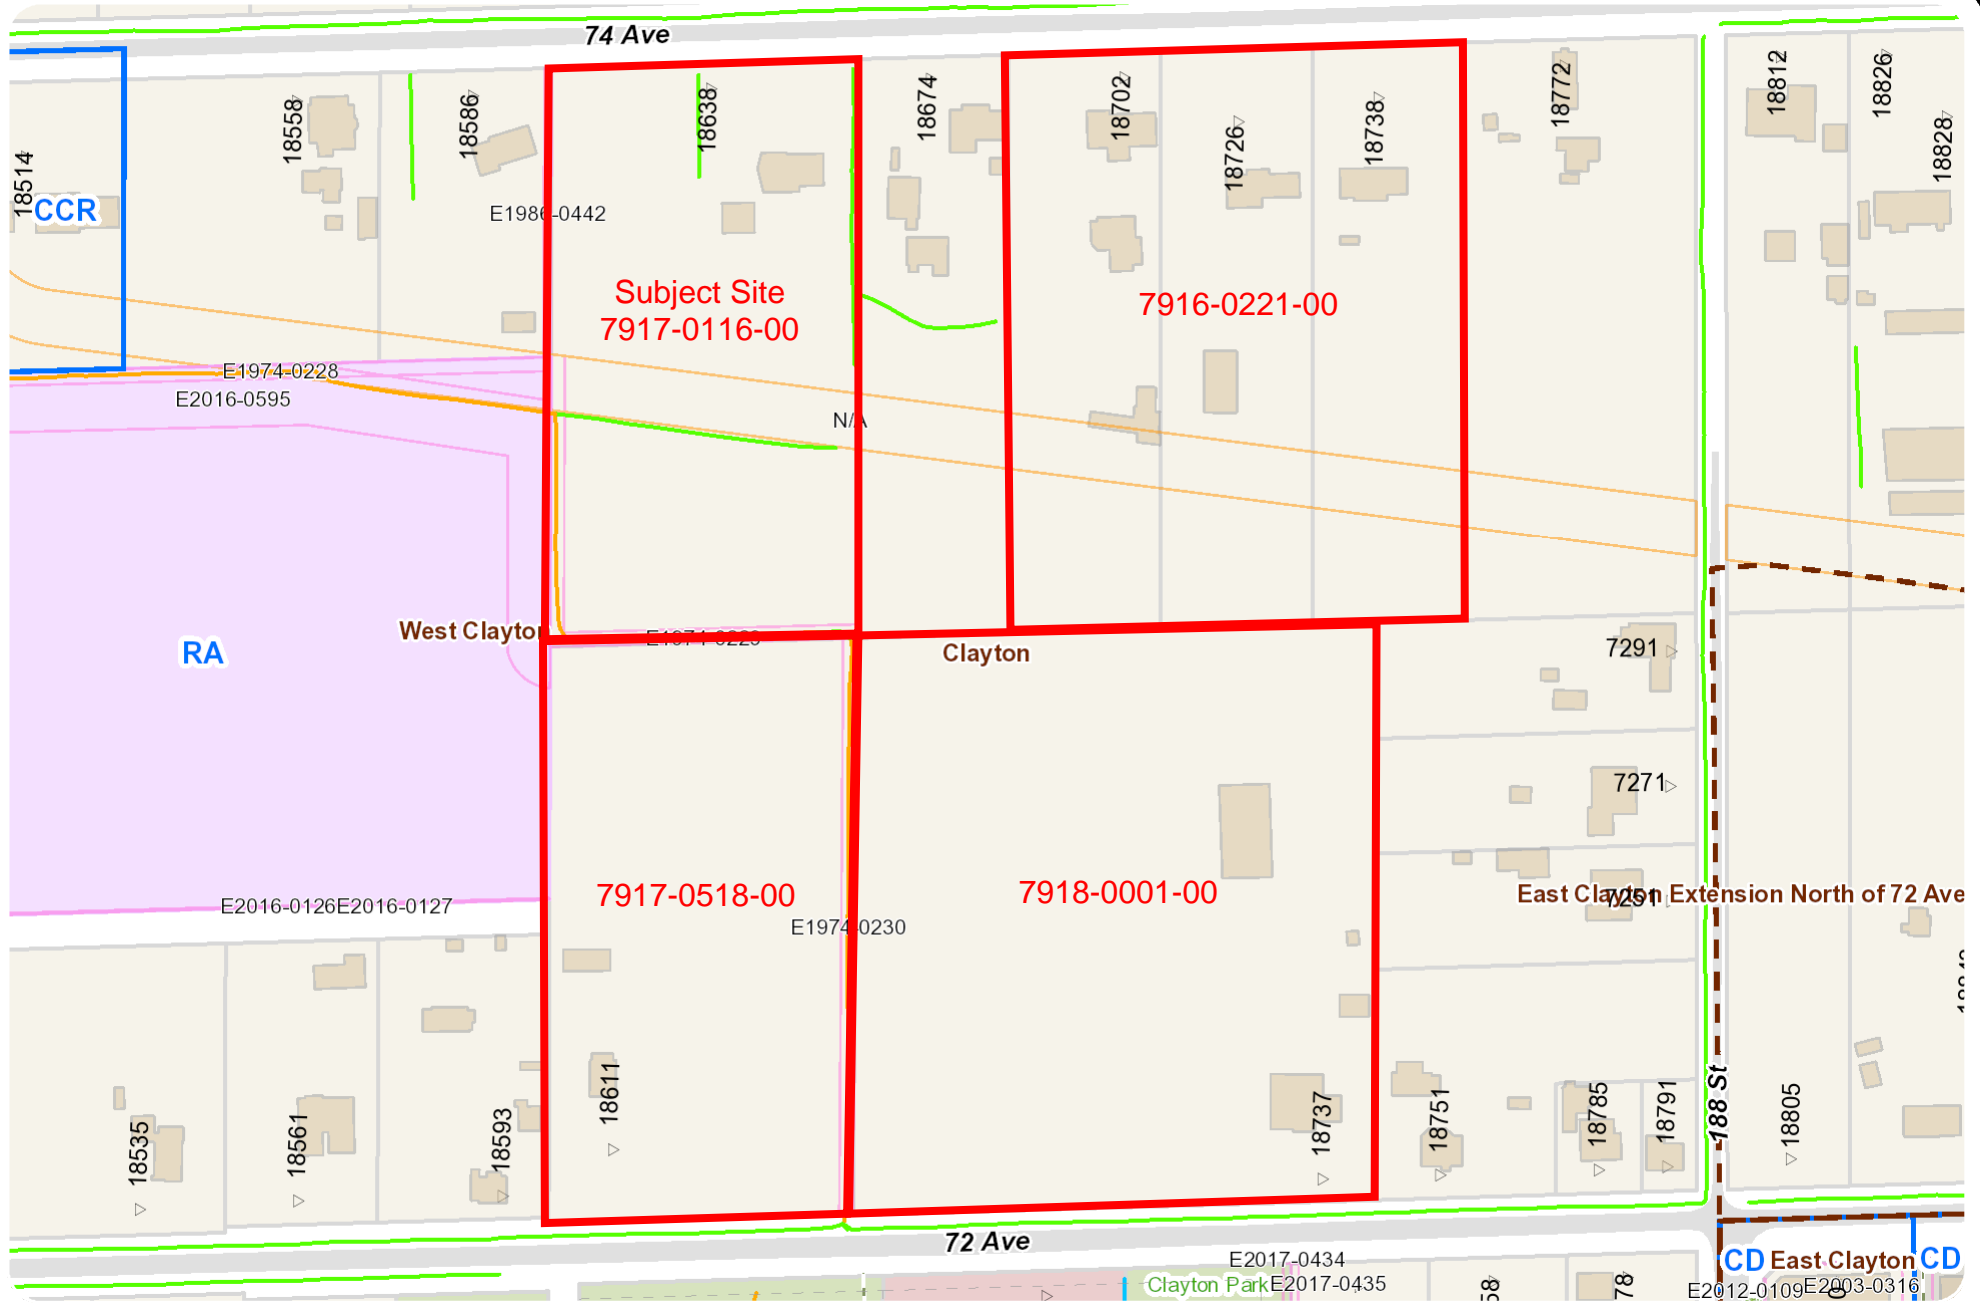 74 Ave
18514
CCR
18558
18586
18638
18674
18702
18726
18738
18772
18812
18826
18828
E1986-0442
Subject Site
7917-0116-00
7916-0221-00
E1974-0228
E2016-0595
N/A
West Clayton
E1974-0229
Clayton
RA
7291
7271
7251
East Clayton Extension North of 72 Ave
E2016-0126
E2016-0127
7917-0518-00
7918-0001-00
E1974-0230
18535
18561
18593
18611
18737
18751
18785
18791
188 St
18805
72 Ave
E2017-0434
Clayton Park
E2017-0435
CD
East Clayton
CD
E2012-0109
E2003-0316